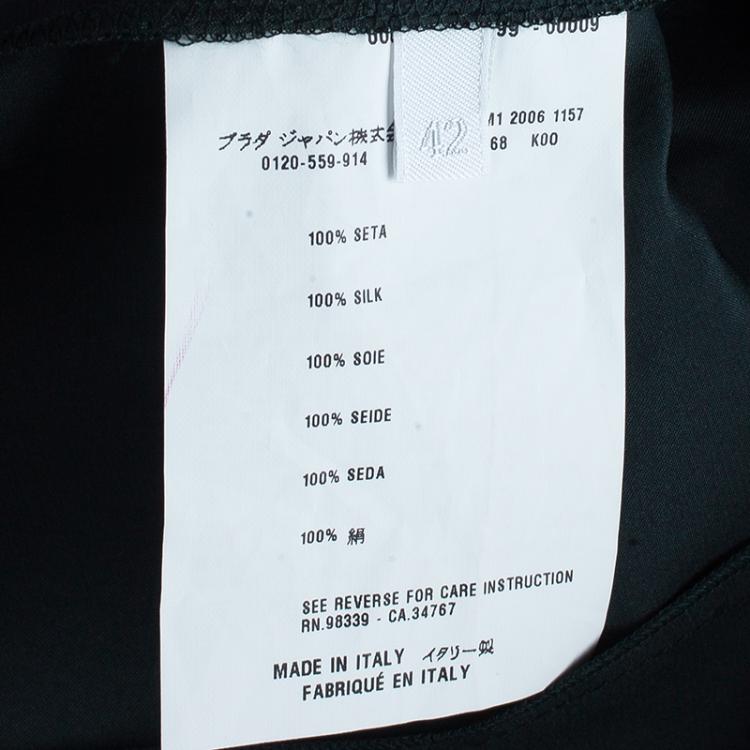 -00009
プラダ ジャパン株式
2006 1157
0120-559-914
68 K00
42
100% SETA
100% SILK
100% SOIE
100% SEIDE
100% SEDA
100% 絹
SEE REVERSE FOR CARE INSTRUCTION
RN.98339 - CA.34767
MADE IN ITALY イタリー製
FABRIQUÉ EN ITALY